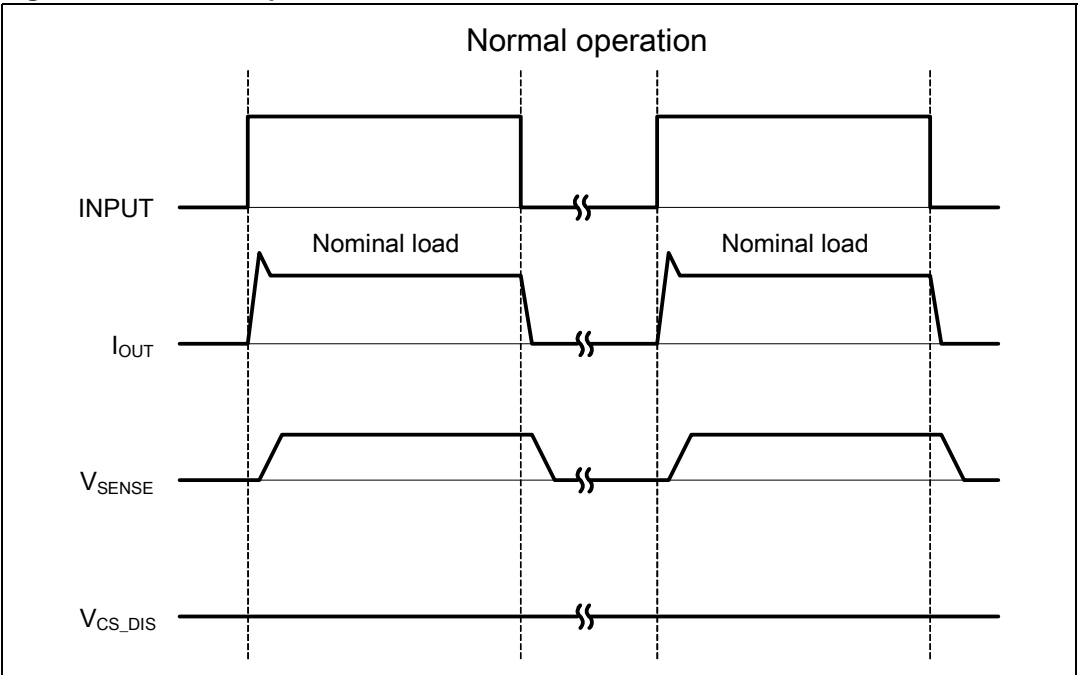 Normal operation
INPUT
Nominal load Nominal load
IOUT
VSENSE
VCS_DIS